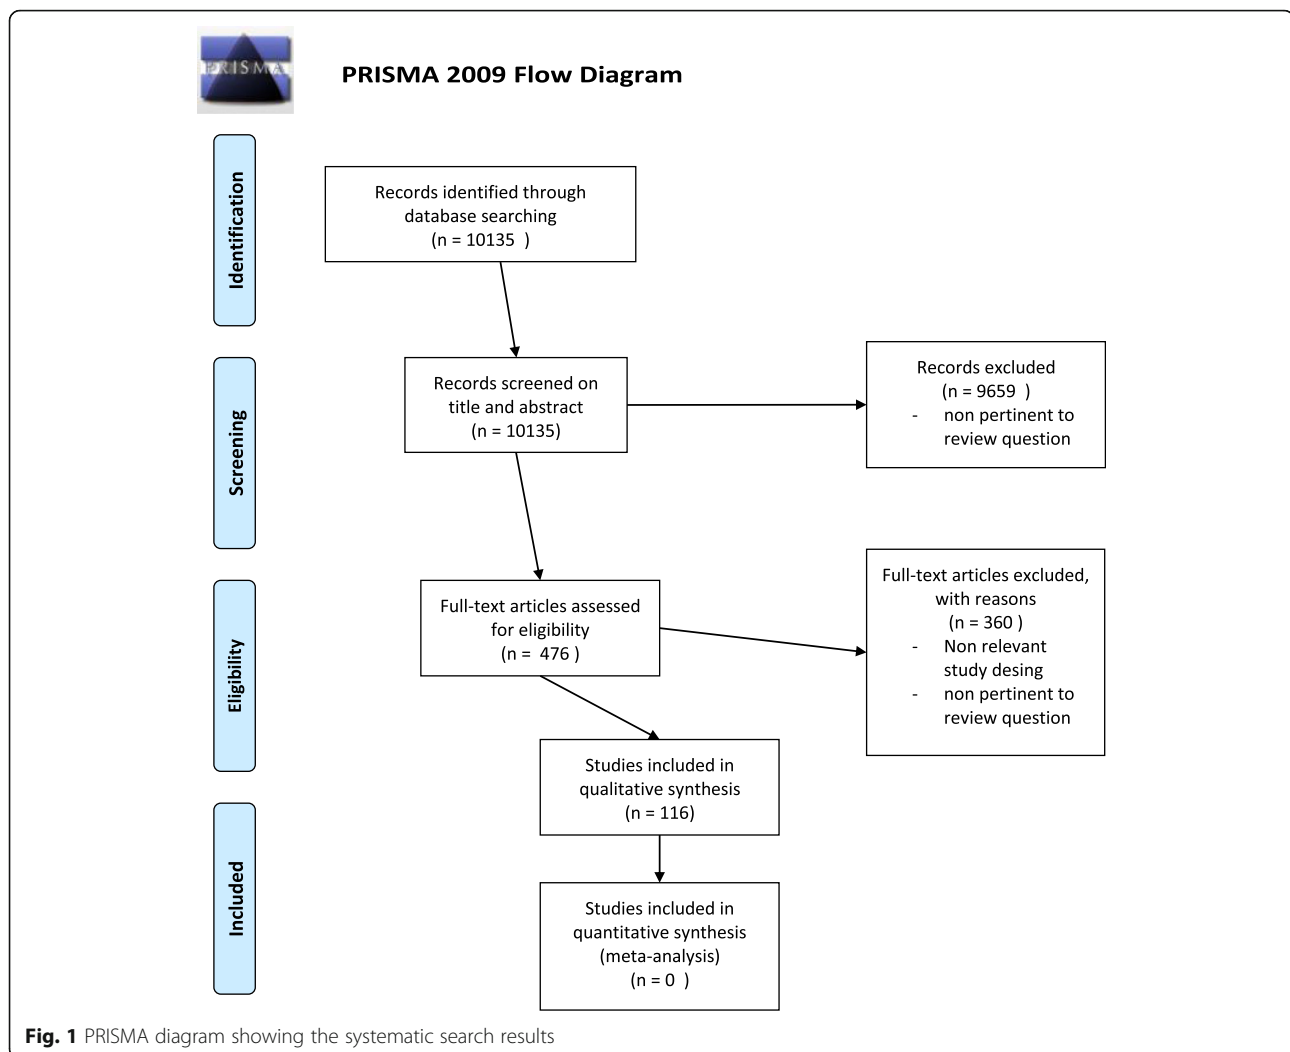 PRISMA
PRISMA 2009 Flow Diagram
Identification
Records identified through
database searching
(n = 10135  )
Screening
Records screened on
title and abstract
(n = 10135)
Records excluded
(n = 9659  )
- non pertinent to
review question
Eligibility
Full-text articles assessed
for eligibility
(n =  476 )
Full-text articles excluded,
with reasons
(n = 360 )
- Non relevant
study desing
- non pertinent to
review question
Included
Studies included in
qualitative synthesis
(n = 116)
Studies included in
quantitative synthesis
(meta-analysis)
(n = 0  )
Fig. 1 PRISMA diagram showing the systematic search results